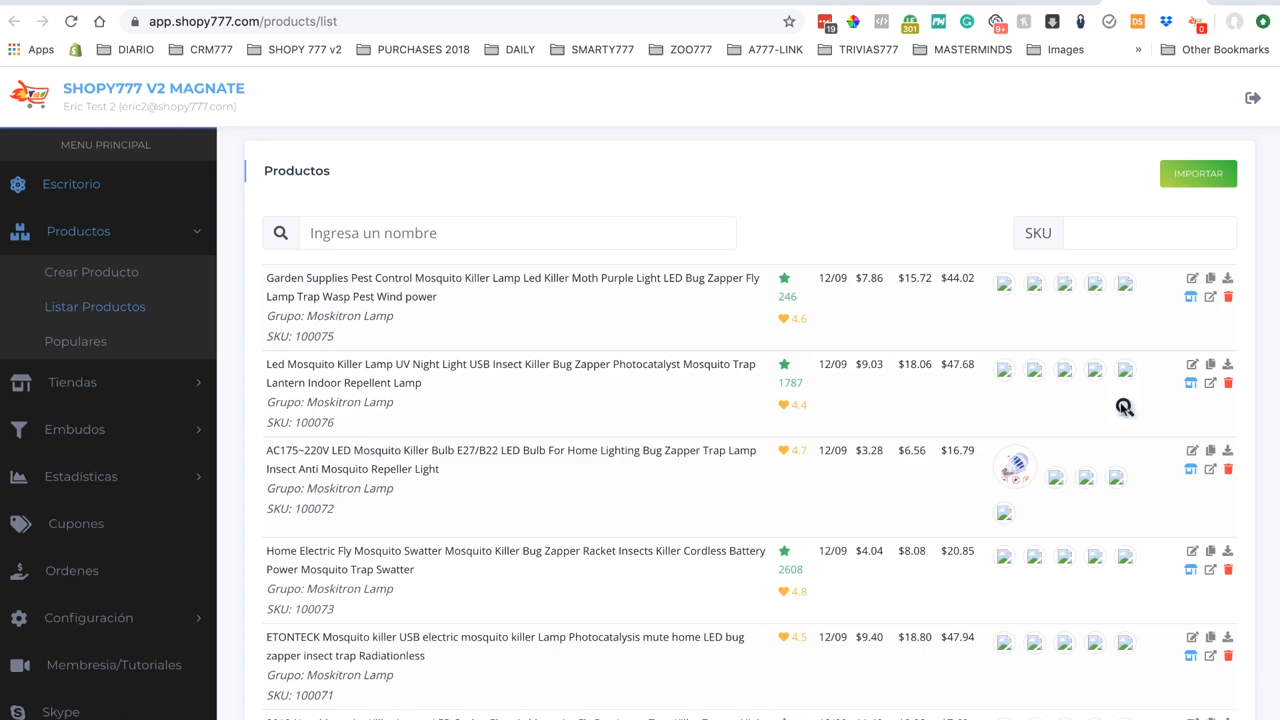 app.shopy777.com/products/list
19
301
PH
9+
DS
0
Apps
DIARIO
CRM777
SHOPY 777 v2
PURCHASES 2018
DAILY
SMARTY777
ZOO777
A777-LINK
TRIVIAS777
MASTERMINDS
Images
»
Other Bookmarks
SHOPY777 V2 MAGNATE
Eric Test 2 (eric2@shopy777.com)
MENU PRINCIPAL
Escritorio
Productos
Crear Producto
Listar Productos
Populares
Tiendas
Embudos
Estadísticas
Cupones
Ordenes
Configuración
Membresia/Tutoriales
Skype
Productos
IMPORTAR
Ingresa un nombre
SKU
Garden Supplies Pest Control Mosquito Killer Lamp Led Killer Moth Purple Light LED Bug Zapper Fly
Lamp Trap Wasp Pest Wind power
Grupo: Moskitron Lamp
SKU: 100075
246
4.6
12/09 $7.86 $15.72 $44.02
Led Mosquito Killer Lamp UV Night Light USB Insect Killer Bug Zapper Photocatalyst Mosquito Trap
Lantern Indoor Repellent Lamp
Grupo: Moskitron Lamp
SKU: 100076
1787
4.4
12/09 $9.03 $18.06 $47.68
AC175~220V LED Mosquito Killer Bulb E27/B22 LED Bulb For Home Lighting Bug Zapper Trap Lamp
Insect Anti Mosquito Repeller Light
Grupo: Moskitron Lamp
SKU: 100072
4.7
12/09 $3.28 $6.56 $16.79
Home Electric Fly Mosquito Swatter Mosquito Killer Bug Zapper Racket Insects Killer Cordless Battery
Power Mosquito Trap Swatter
Grupo: Moskitron Lamp
SKU: 100073
2608
4.8
12/09 $4.04 $8.08 $20.85
ETONTECK Mosquito killer USB electric mosquito killer Lamp Photocatalysis mute home LED bug
zapper insect trap Radiationless
Grupo: Moskitron Lamp
SKU: 100071
4.5
12/09 $9.40 $18.80 $47.94